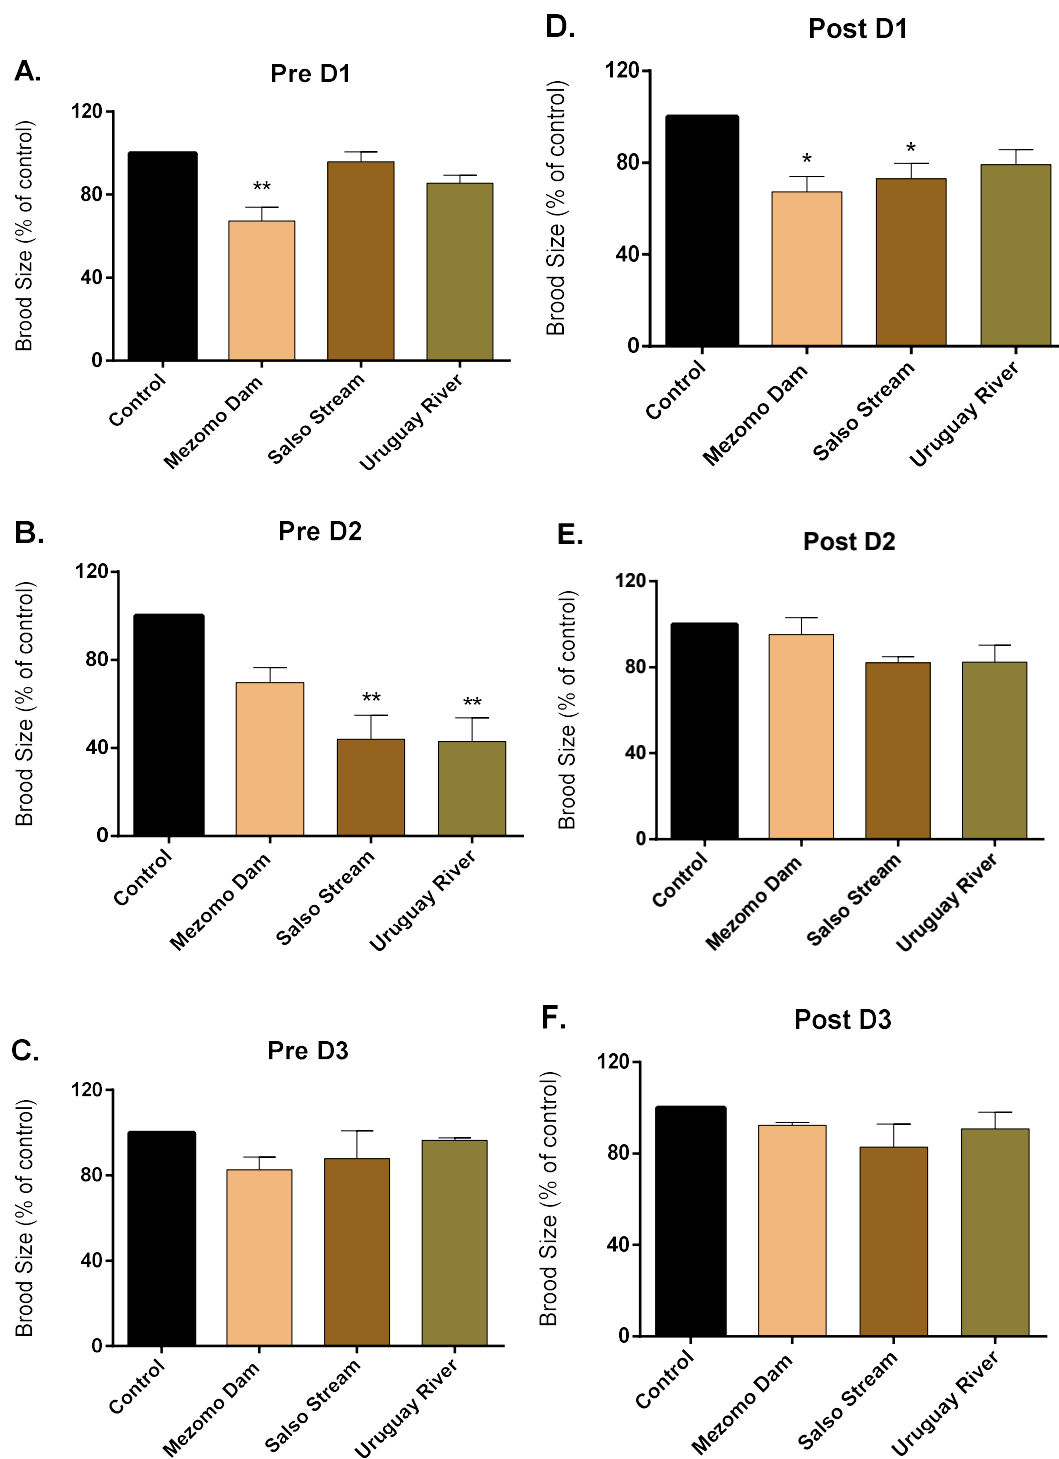 A.
Pre D1
Brood Size (% of control)
120
80
40
0
**
Control
Mezomo Dam
Salso Stream
Uruguay River
D.
Post D1
Brood Size (% of control)
120
80
40
0
*
*
Control
Mezomo Dam
Salso Stream
Uruguay River
B.
Pre D2
Brood Size (% of control)
120
80
40
0
**
**
Control
Mezomo Dam
Salso Stream
Uruguay River
E.
Post D2
Brood Size (% of control)
120
80
40
0
Control
Mezomo Dam
Salso Stream
Uruguay River
C.
Pre D3
Brood Size (% of control)
120
80
40
0
Control
Mezomo Dam
Salso Stream
Uruguay River
F.
Post D3
Brood Size (% of control)
120
80
40
0
Control
Mezomo Dam
Salso Stream
Uruguay River